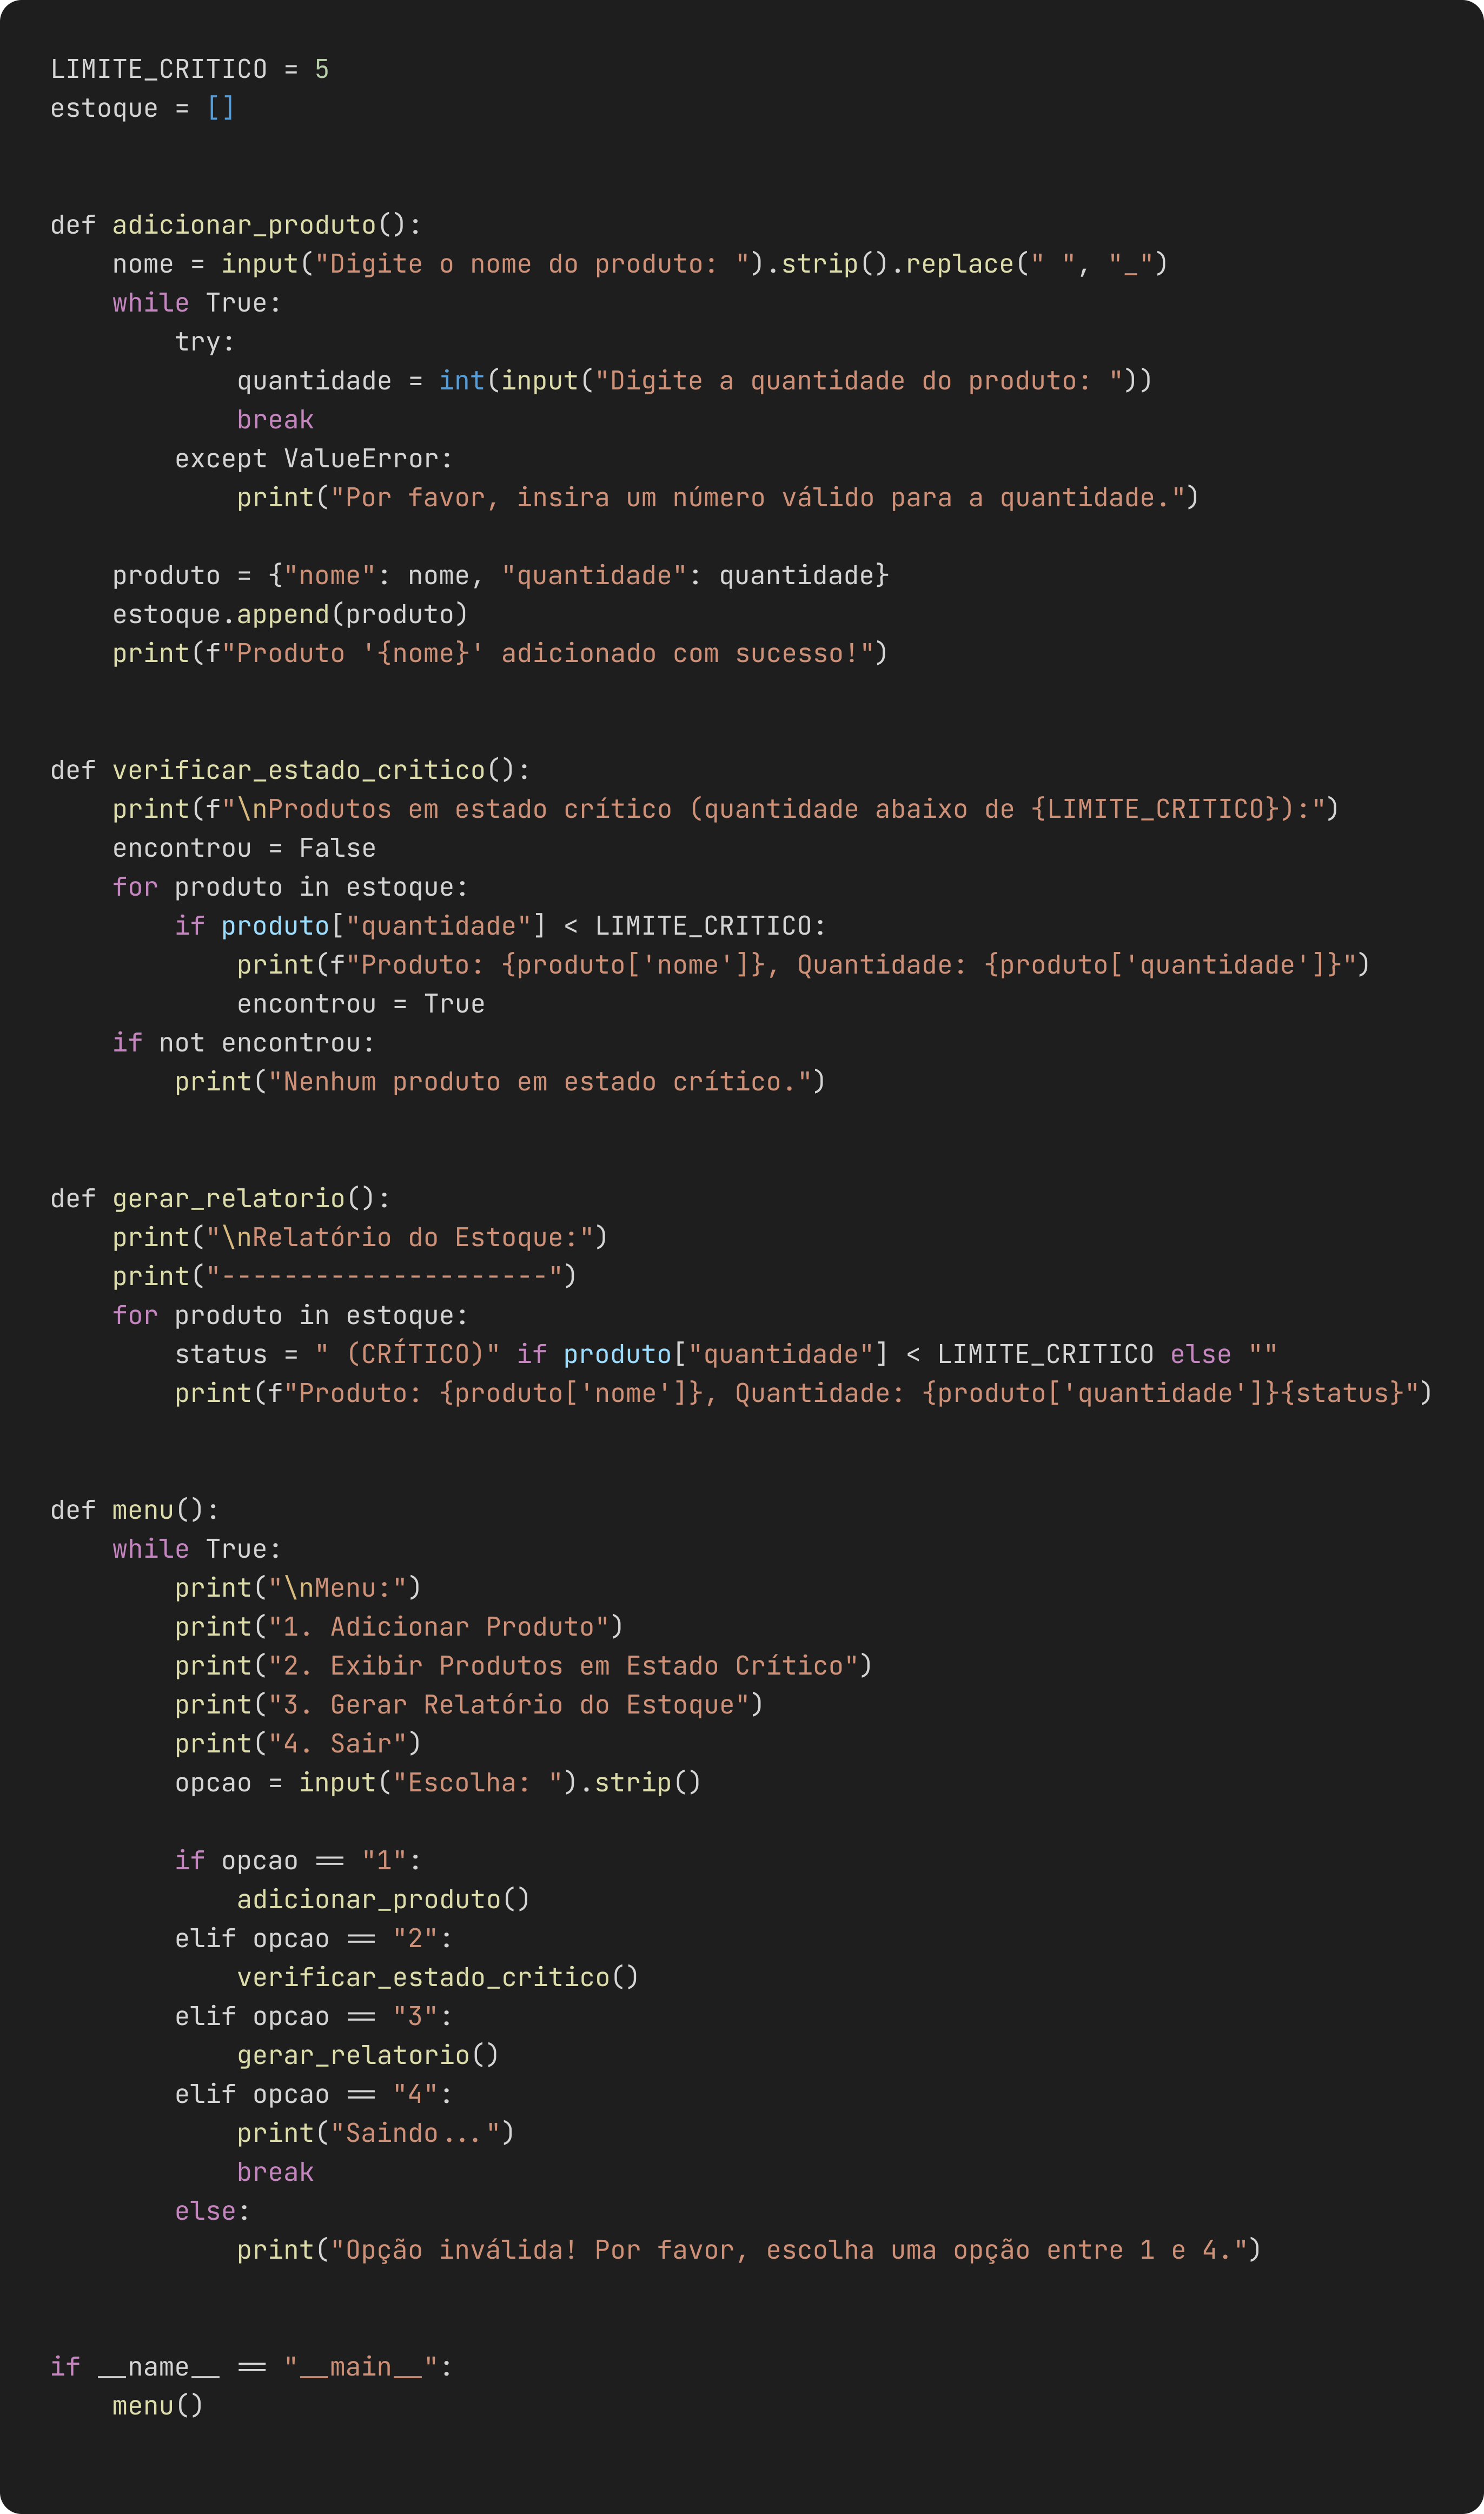 LIMITE_CRITICO = 5
estoque = []
def adicionar_produto():
    nome = input("Digite o nome do produto: ").strip().replace(" ", "_")
    while True:
        try:
            quantidade = int(input("Digite a quantidade do produto: "))
            break
        except ValueError:
            print("Por favor, insira um número válido para a quantidade.")
    produto = {"nome": nome, "quantidade": quantidade}
    estoque.append(produto)
    print(f"Produto '{nome}' adicionado com sucesso!")
def verificar_estado_critico():
    print(f"\nProdutos em estado crítico (quantidade abaixo de {LIMITE_CRITICO}):")
    encontrou = False
    for produto in estoque:
        if produto["quantidade"] < LIMITE_CRITICO:
            print(f"Produto: {produto['nome']}, Quantidade: {produto['quantidade']}")
            encontrou = True
    if not encontrou:
        print("Nenhum produto em estado crítico.")
def gerar_relatorio():
    print("\nRelatório do Estoque:")
    print("---------------------")
    for produto in estoque:
        status = " (CRÍTICO)" if produto["quantidade"] < LIMITE_CRITICO else ""
        print(f"Produto: {produto['nome']}, Quantidade: {produto['quantidade']}{status}")
def menu():
    while True:
        print("\nMenu:")
        print("1. Adicionar Produto")
        print("2. Exibir Produtos em Estado Crítico")
        print("3. Gerar Relatório do Estoque")
        print("4. Sair")
        opcao = input("Escolha: ").strip()
        if opcao == "1":
            adicionar_produto()
        elif opcao == "2":
            verificar_estado_critico()
        elif opcao == "3":
            gerar_relatorio()
        elif opcao == "4":
            print("Saindo...")
            break
        else:
            print("Opção inválida! Por favor, escolha uma opção entre 1 e 4.")
if __name__ == "__main__":
    menu()